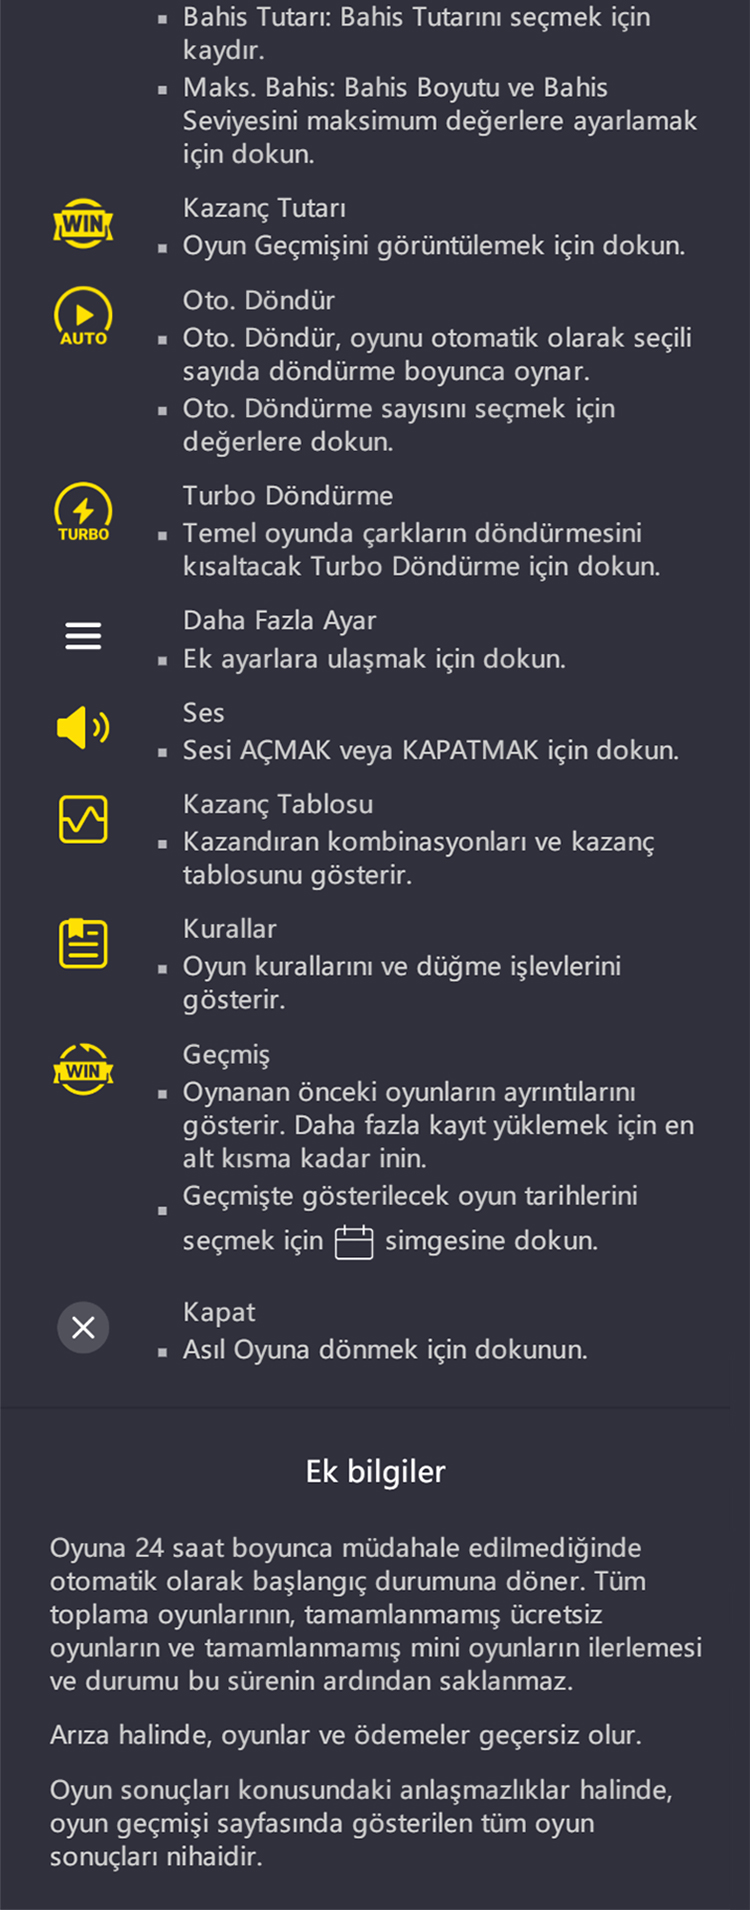 ▪ Bahis Tutarı: Bahis Tutarını seçmek için
kaydır.
▪ Maks. Bahis: Bahis Boyutu ve Bahis
Seviyesini maksimum değerlere ayarlamak
için dokun.
WIN
Kazanç Tutarı
▪ Oyun Geçmişini görüntülemek için dokun.
AUTO
Oto. Döndür
▪ Oto. Döndür, oyunu otomatik olarak seçili
sayıda döndürme boyunca oynar.
▪ Oto. Döndürme sayısını seçmek için
değerlere dokun.
TURBO
Turbo Döndürme
▪ Temel oyunda çarkların döndürmesini
kısaltacak Turbo Döndürme için dokun.
Daha Fazla Ayar
▪ Ek ayarlara ulaşmak için dokun.
Ses
▪ Sesi AÇMAK veya KAPATMAK için dokun.
Kazanç Tablosu
▪ Kazandıran kombinasyonları ve kazanç
tablosunu gösterir.
Kurallar
▪ Oyun kurallarını ve düğme işlevlerini
gösterir.
WIN
Geçmiş
▪ Oynanan önceki oyunların ayrıntılarını
gösterir. Daha fazla kayıt yüklemek için en
alt kısma kadar inin.
▪ Geçmişte gösterilecek oyun tarihlerini
seçmek için simgesine dokun.
Kapat
▪ Asıl Oyuna dönmek için dokunun.
Ek bilgiler
Oyuna 24 saat boyunca müdahale edilmediğinde
otomatik olarak başlangıç durumuna döner. Tüm
toplama oyunlarının, tamamlanmamış ücretsiz
oyunların ve tamamlanmamış mini oyunların ilerlemesi
ve durumu bu sürenin ardından saklanmaz.
Arıza halinde, oyunlar ve ödemeler geçersiz olur.
Oyun sonuçları konusundaki anlaşmazlıklar halinde,
oyun geçmişi sayfasında gösterilen tüm oyun
sonuçları nihaidir.